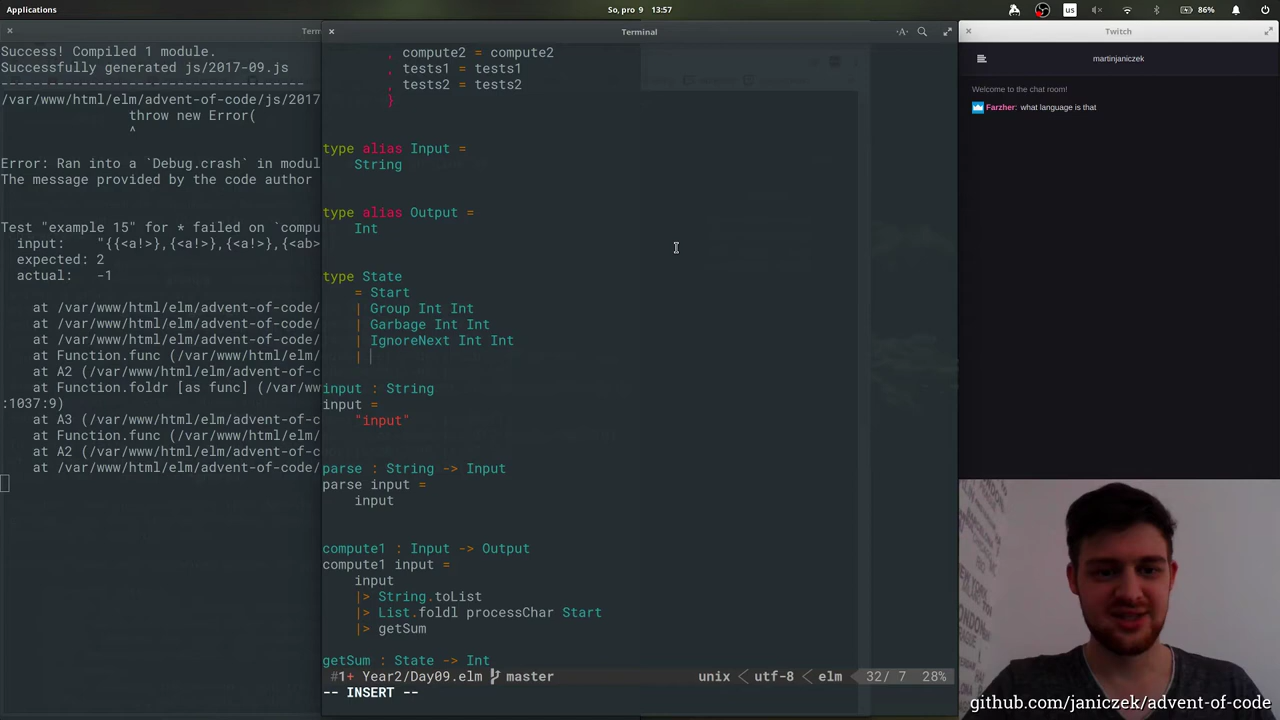 Applications
So, pro 9 13:57
us
86%
Term
Success! Compiled 1 module.
Successfully generated js/2017-09.js
--------------------------------------
/var/www/html/elm/advent-of-code/js/2017
throw new Error(
^
Error: Ran into a `Debug.crash` in modul
The message provided by the code author
Test "example 15" for * failed on `compu
input: "{{<a!>},{<a!>},{<a!>},{<ab>
expected: 2
actual: -1
at /var/www/html/elm/advent-of-code/
at /var/www/html/elm/advent-of-code/
at /var/www/html/elm/advent-of-code/
at Function.func (/var/www/html/elm/
at A2 (/var/www/html/elm/advent-of-c
at Function.foldr [as func] (/var/ww
:1037:9)
at A3 (/var/www/html/elm/advent-of-c
at Function.func (/var/www/html/elm/
at A2 (/var/www/html/elm/advent-of-c
at /var/www/html/elm/advent-of-code/
Terminal
, compute2 = compute2
, tests1 = tests1
, tests2 = tests2
}
type alias Input =
String
type alias Output =
Int
type State
= Start
| Group Int Int
| Garbage Int Int
| IgnoreNext Int Int
|
input : String
input =
"input"
parse : String -> Input
parse input =
input
compute1 : Input -> Output
compute1 input =
input
|> String.toList
|> List.foldl processChar Start
|> getSum
getSum : State -> Int
#1+ Year2/Day09.elm master unix < utf-8 < elm 32/ 7 28%
-- INSERT --
Twitch
martinjaniczek
Welcome to the chat room!
Farzher: what language is that
github.com/janiczek/advent-of-code